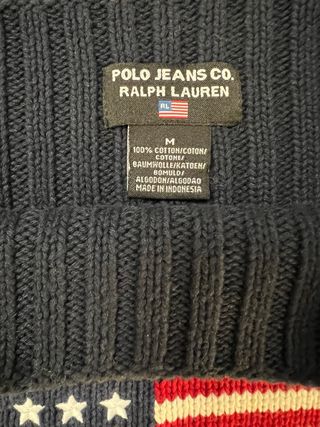 POLO JEANS CO.
RALPH LAUREN
RL
M
100% COTTON/COTON/
COTONE/
BAUMWOLLE/KATOEN/
BOMULD/
ALGODON/ALGODAO
MADE IN INDONESIA